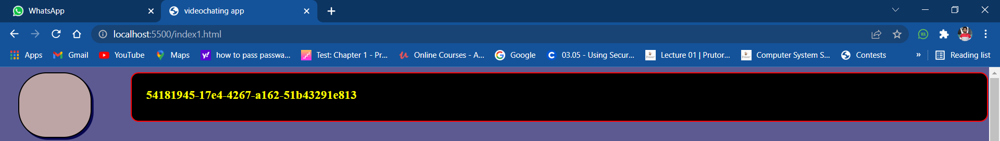 WhatsApp
videochating app
localhost:5500/index1.html
WA
Apps
Gmail
YouTube
Maps
y!
how to pass passwa...
Test: Chapter 1 - Pr...
Online Courses - A...
Google
03.05 - Using Secur...
Lecture 01 | Prutor...
Computer System S...
Contests
»
Reading list
54181945-17e4-4267-a162-51b43291e813